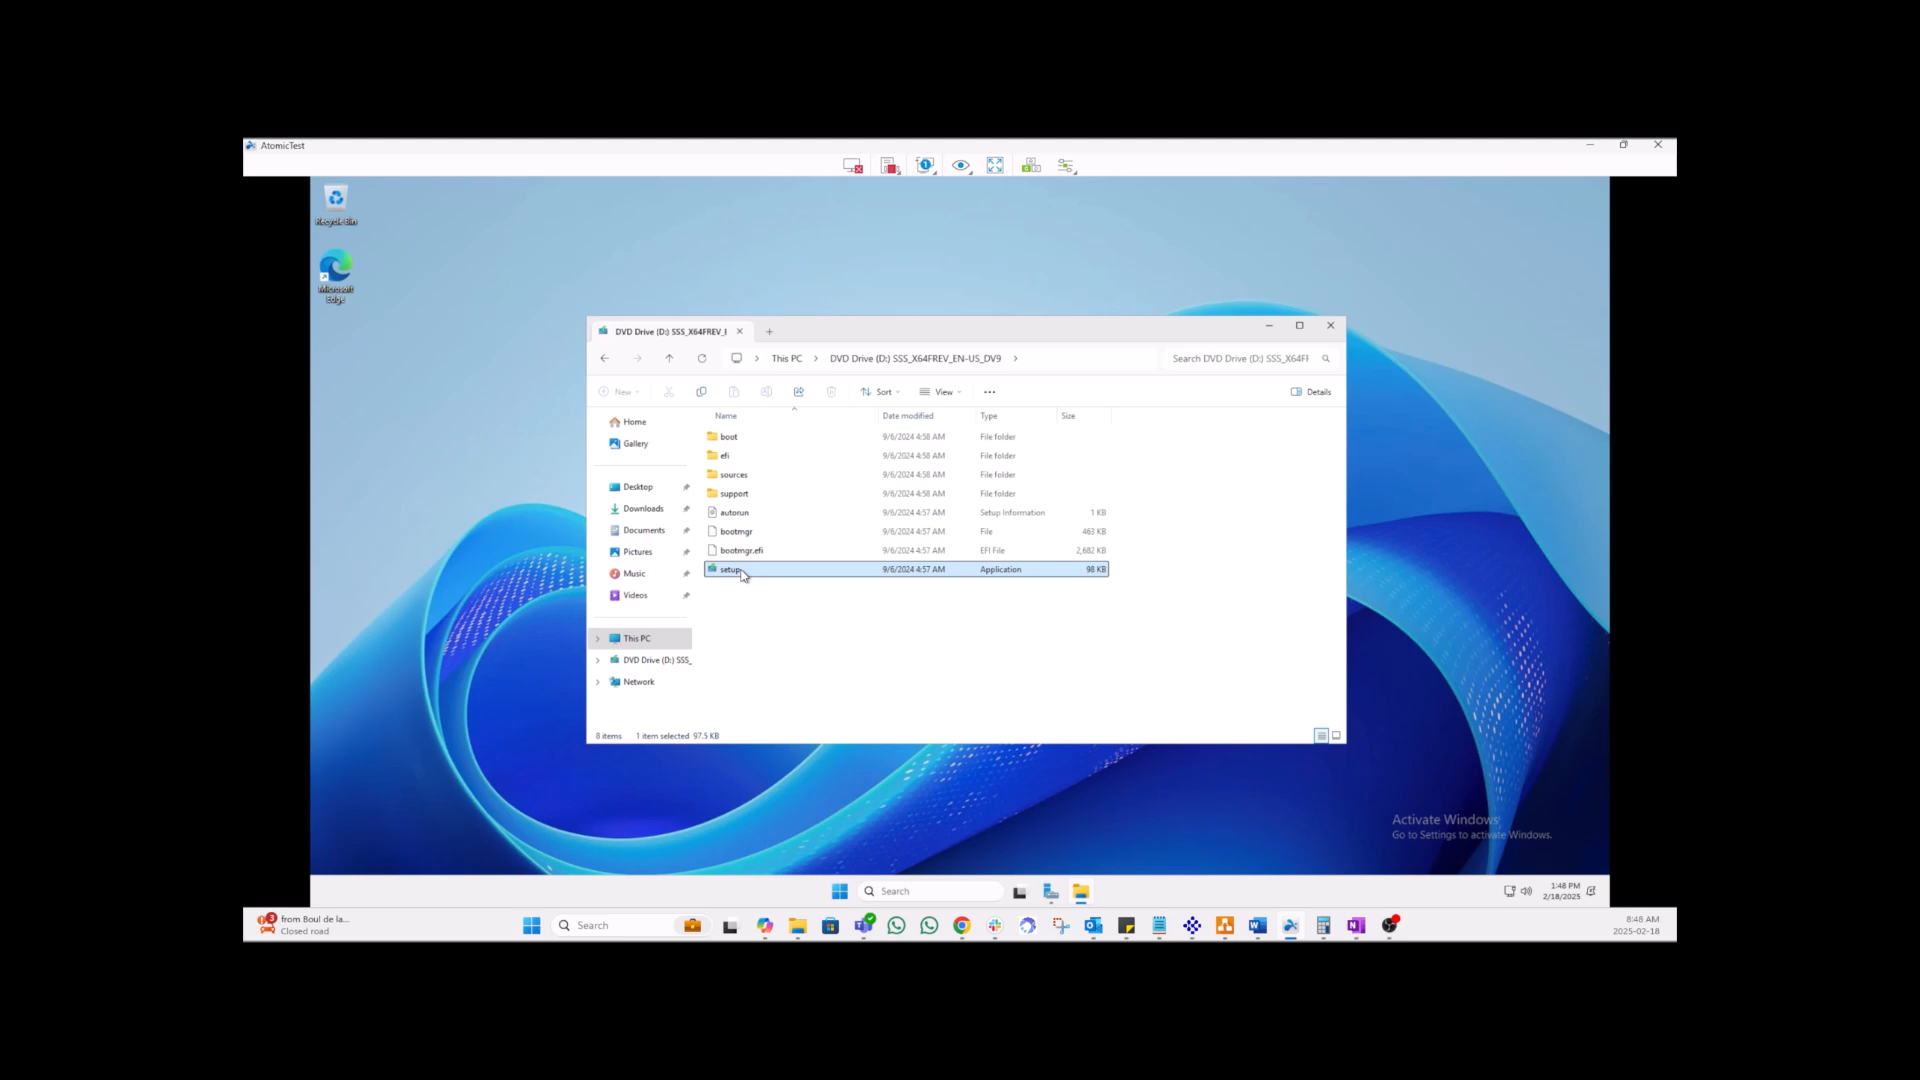 AtomicTest
Recycle Bin
Microsoft
Edge
DVD Drive (D:) SSS_X64FREV_E
This PC
DVD Drive (D:) SSS_X64FREV_EN-US_DV9
Search DVD Drive (D:) SSS_X64FF
New
Sort
View
Details
Name
Date modified
Type
Size
Home
Gallery
Desktop
Downloads
Documents
Pictures
Music
Videos
This PC
DVD Drive (D:) SSS_
Network
boot 9/6/2024 4:58 AM File folder
efi 9/6/2024 4:58 AM File folder
sources 9/6/2024 4:58 AM File folder
support 9/6/2024 4:58 AM File folder
autorun 9/6/2024 4:57 AM Setup Information 1 KB
bootmgr 9/6/2024 4:57 AM File 463 KB
bootmgr.efi 9/6/2024 4:57 AM EFI File 2,682 KB
setup 9/6/2024 4:57 AM Application 98 KB
8 items 1 item selected 97.5 KB
Activate Windows
Go to Settings to activate Windows.
Search
1:48 PM
2/18/2025
3
from Boul de la...
Closed road
Search
8:48 AM
2025-02-18